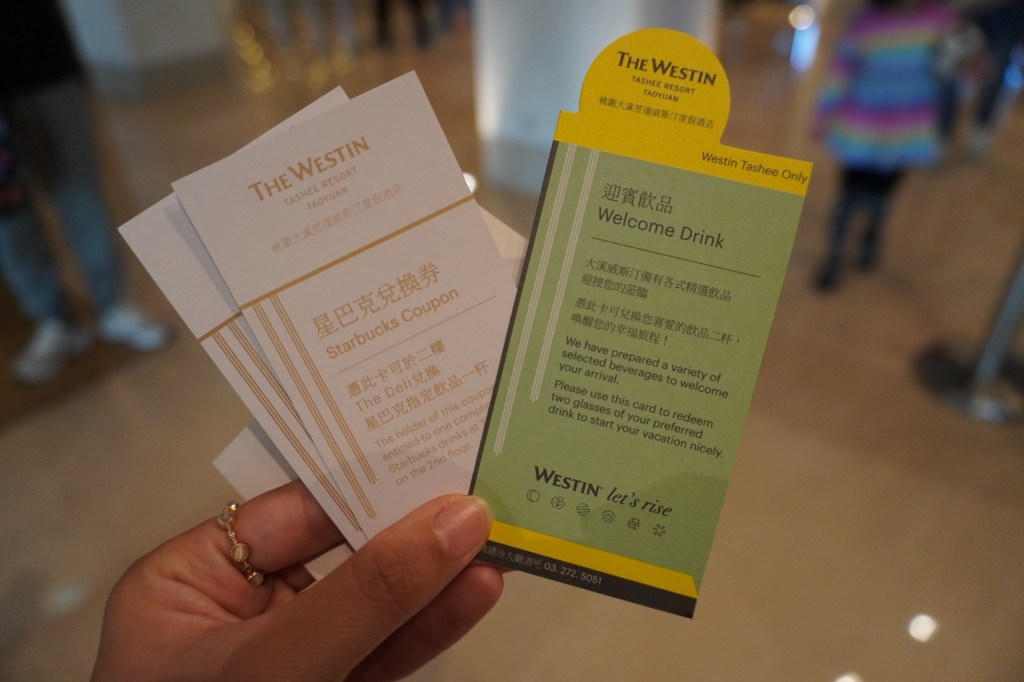 THE WESTIN
TASHEE RESORT
TAOYUAN
桃園大溪笠復威斯汀度假酒店
星巴克兌換券
Starbucks Coupon
憑此卡可於二樓
The Deli兌換
星巴克指定飲品一杯
The holder of this coupon
entitled to one
Starbucks drinks at
on the 2nd floor.
THE WESTIN
TASHEE RESORT
TAOYUAN
桃園大溪笠復威斯汀度假酒店
Westin Tashee Only
迎賓飲品
Welcome Drink
大溪威斯汀備有各式精選飲品
迎接您的蒞臨
憑此卡可兌換您喜愛的飲品二杯，
喚醒您的幸福旅程！
We have prepared a variety of
selected beverages to welcome
your arrival.
Please use this card to redeem
two glasses of your preferred
drink to start your vacation nicely.
WESTIN let's rise
03. 272. 5051